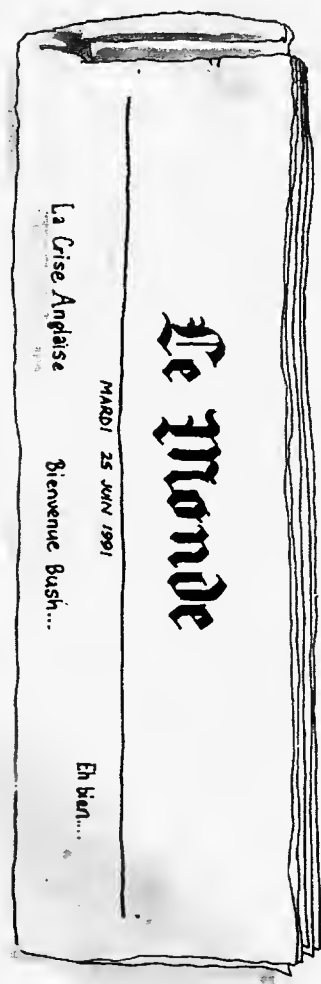 Le Monde
MARDI 25 JUIN 1991
La Crise Anglaise
Bienvenue Bush...
Eh bien....